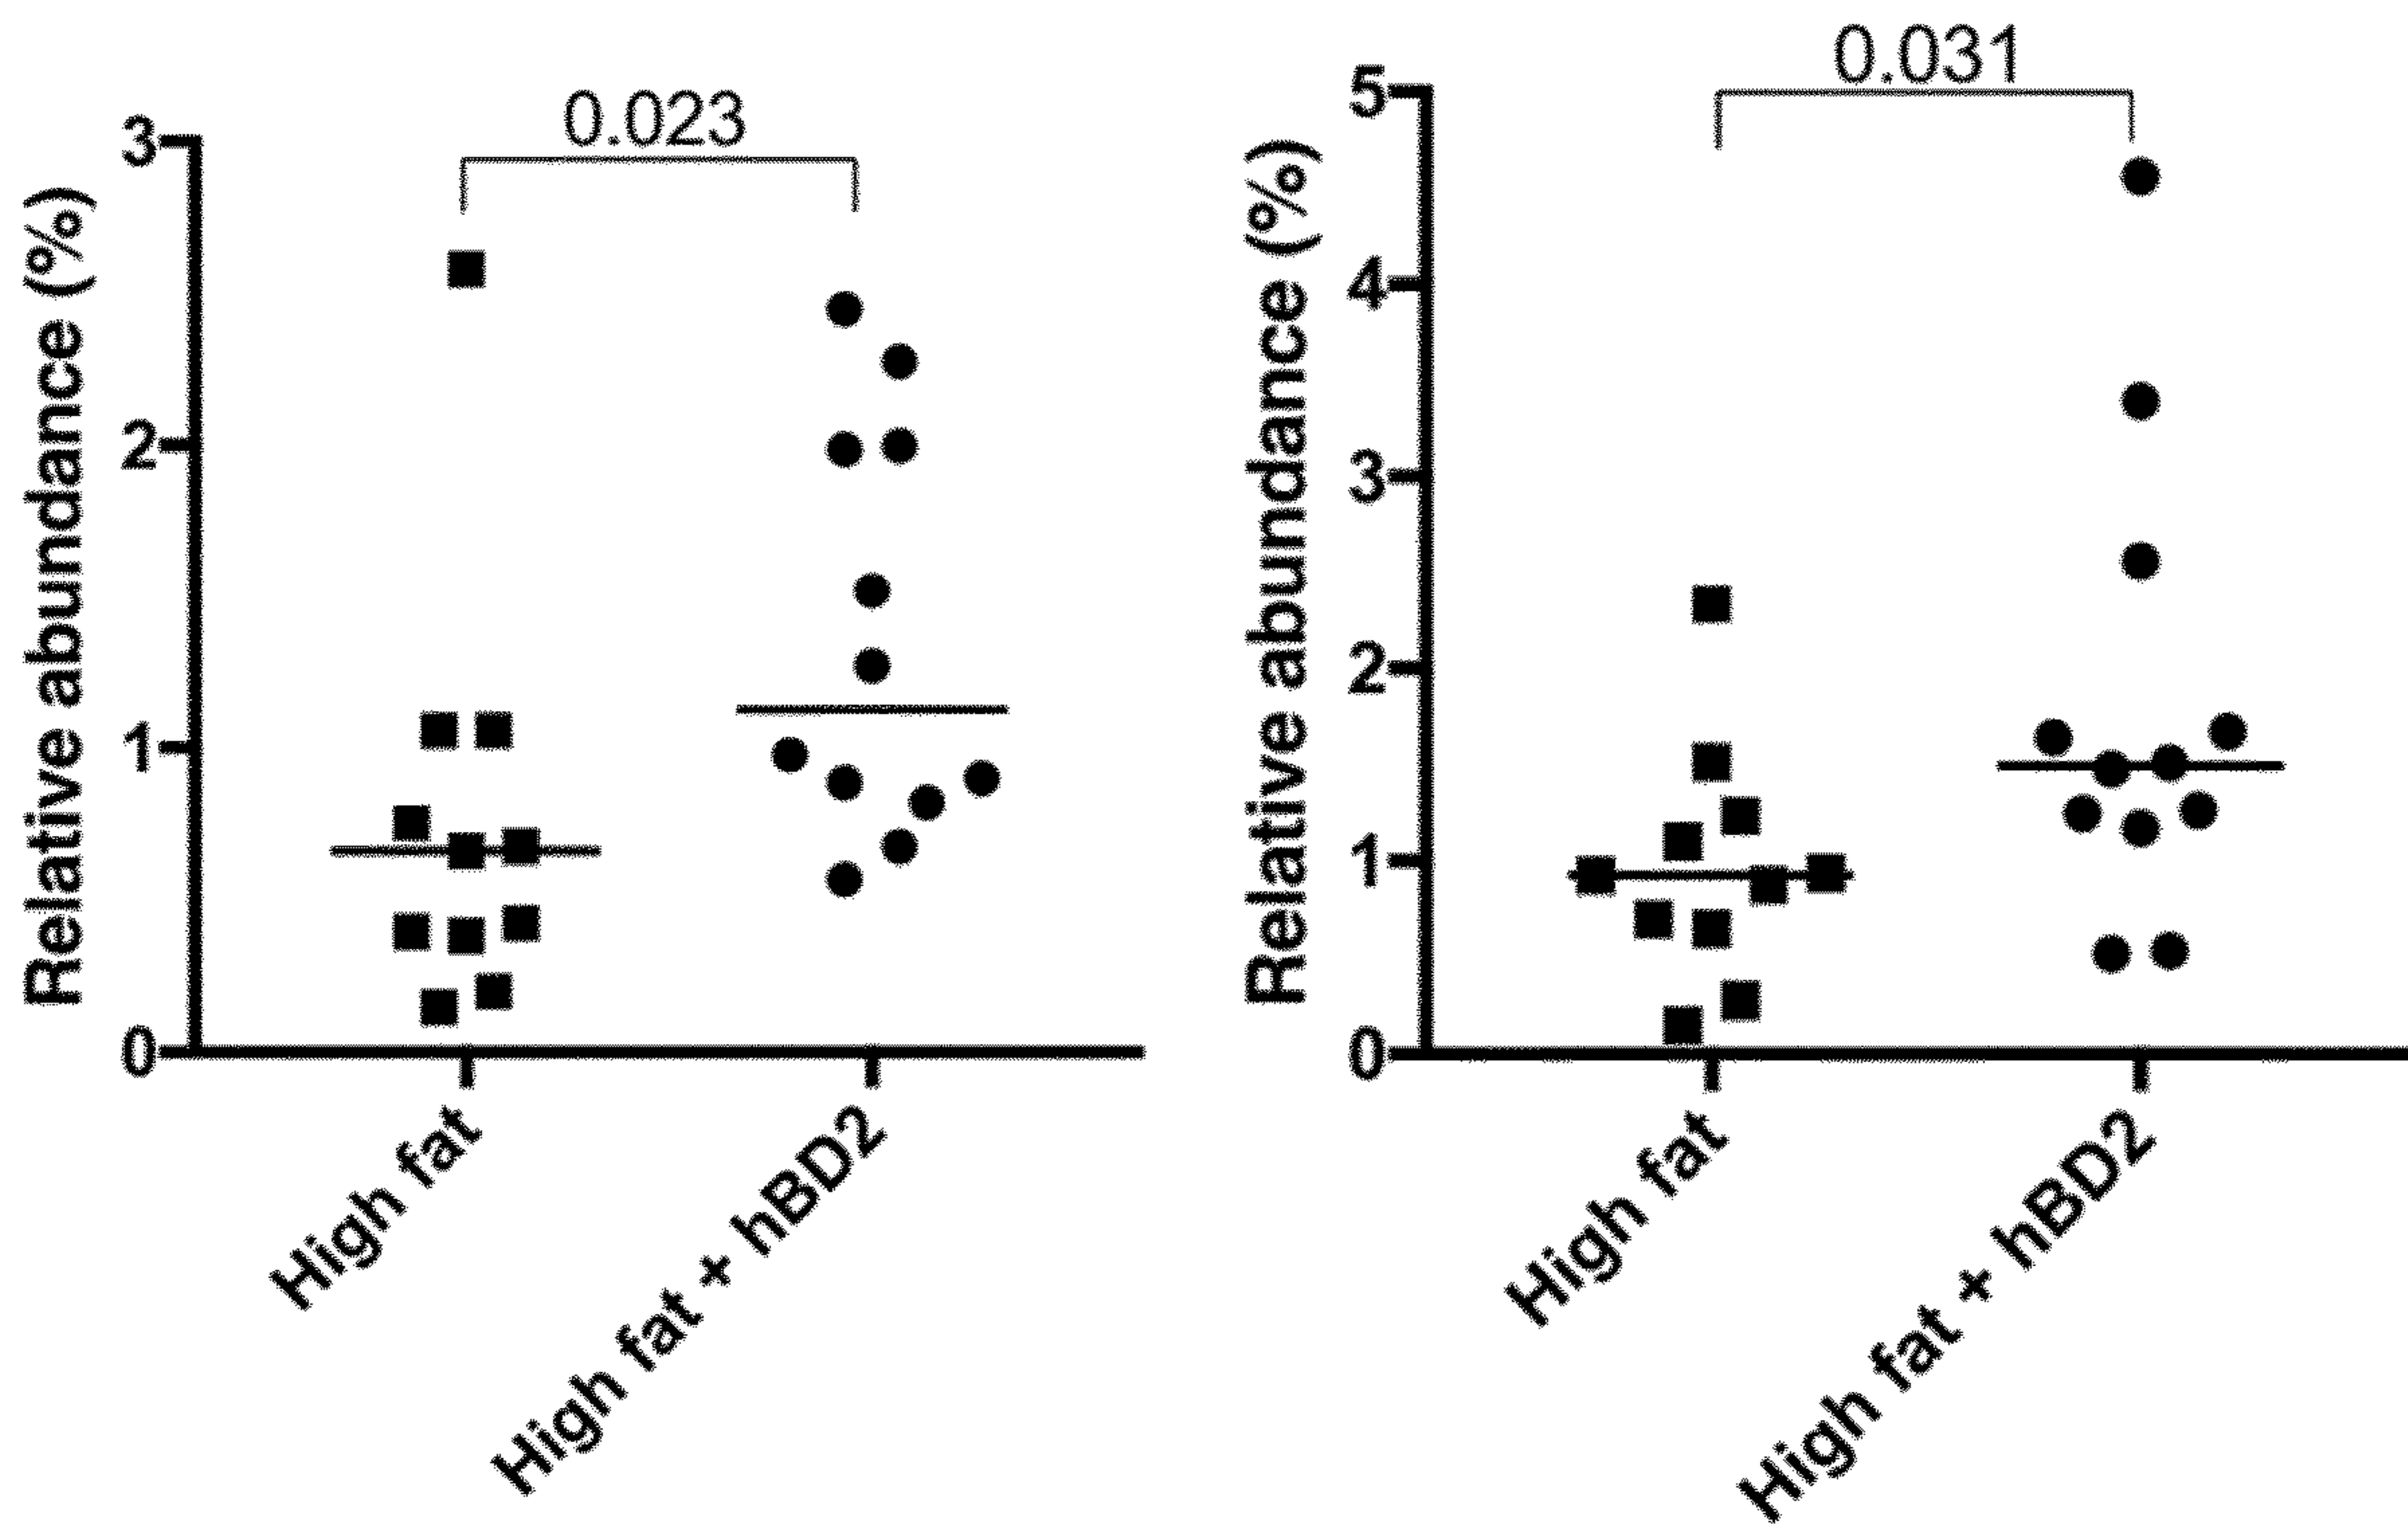 0.023
3
2
1
0
Relative abundance (%)
High fat
High fat + hBD2
0.031
5
4
3
2
1
0
Relative abundance (%)
High fat
High fat + hBD2